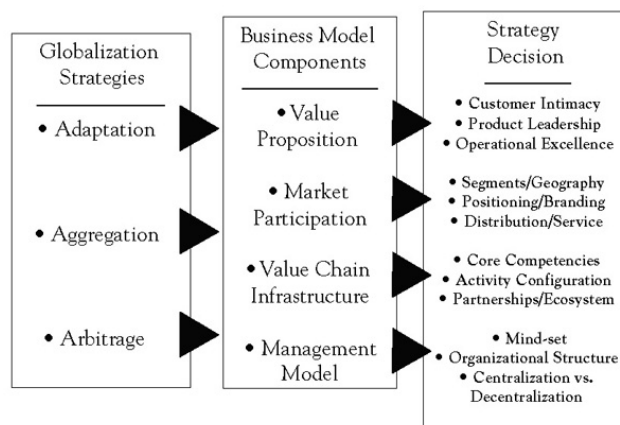 Globalization
Strategies
• Adaptation
• Aggregation
• Arbitrage
Business Model
Components
• Value
Proposition
• Market
Participation
• Value Chain
Infrastructure
• Management
Model
Strategy
Decision
• Customer Intimacy
• Product Leadership
• Operational Excellence
• Segments/Geography
• Positioning/Branding
• Distribution/Service
• Core Competencies
• Activity Configuration
• Partnerships/Ecosystem
• Mind-set
• Organizational Structure
• Centralization vs.
Decentralization